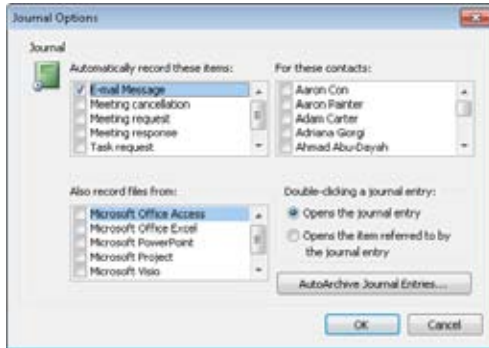 Journal Options
Journal
Automatically record these items:
E-mail Message
Meeting cancellation
Meeting request
Meeting response
Task request
For these contacts:
Aaron Con
Aaron Painter
Adam Carter
Adriana Giorgi
Ahmad Abu-Dayah
Also record files from:
Microsoft Office Access
Microsoft Office Excel
Microsoft PowerPoint
Microsoft Project
Microsoft Visio
Double-clicking a journal entry:
Opens the journal entry
Opens the item referred to by
the journal entry
AutoArchive Journal Entries...
OK
Cancel